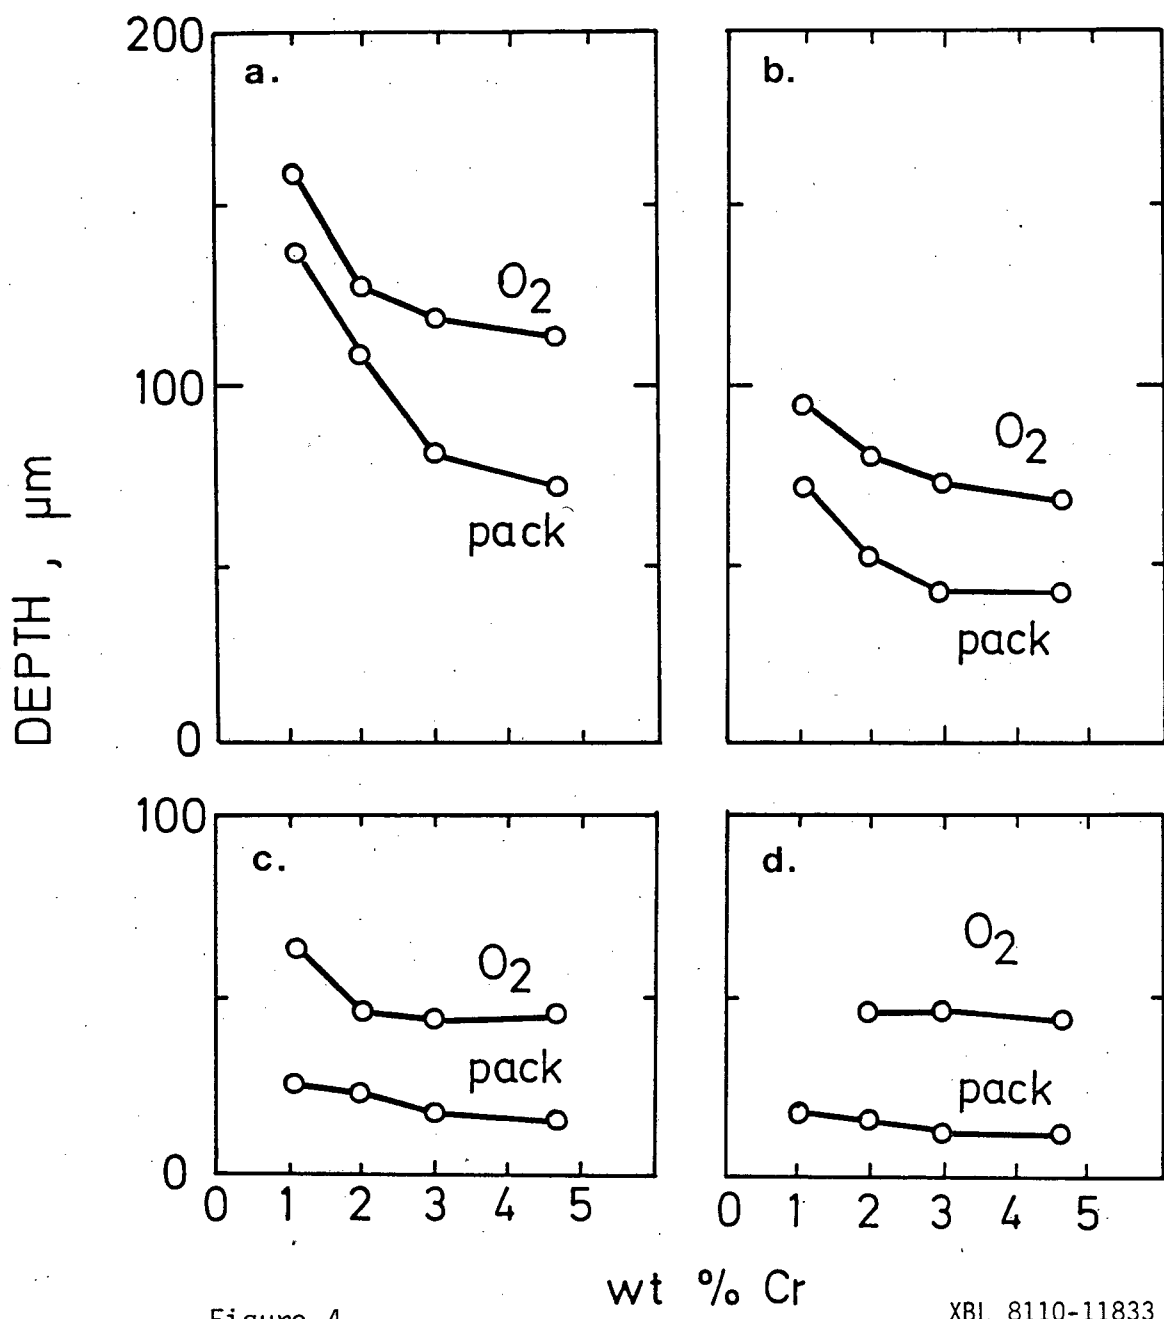 200
a.
b.
O2
100
O2
pack
pack
DEPTH, µm
0
100
c.
d.
O2
O2
pack
pack
0
0 1 2 3 4 5
0 1 2 3 4 5
wt % Cr
Figure 4
XBL 8110-11833